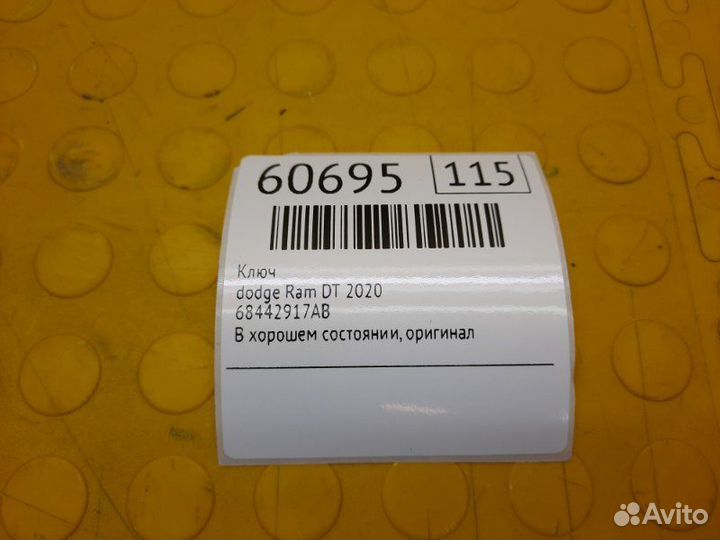 60695 115
Ключ
dodge Ram DT 2020
68442917AB
В хорошем состоянии, оригинал
Avito